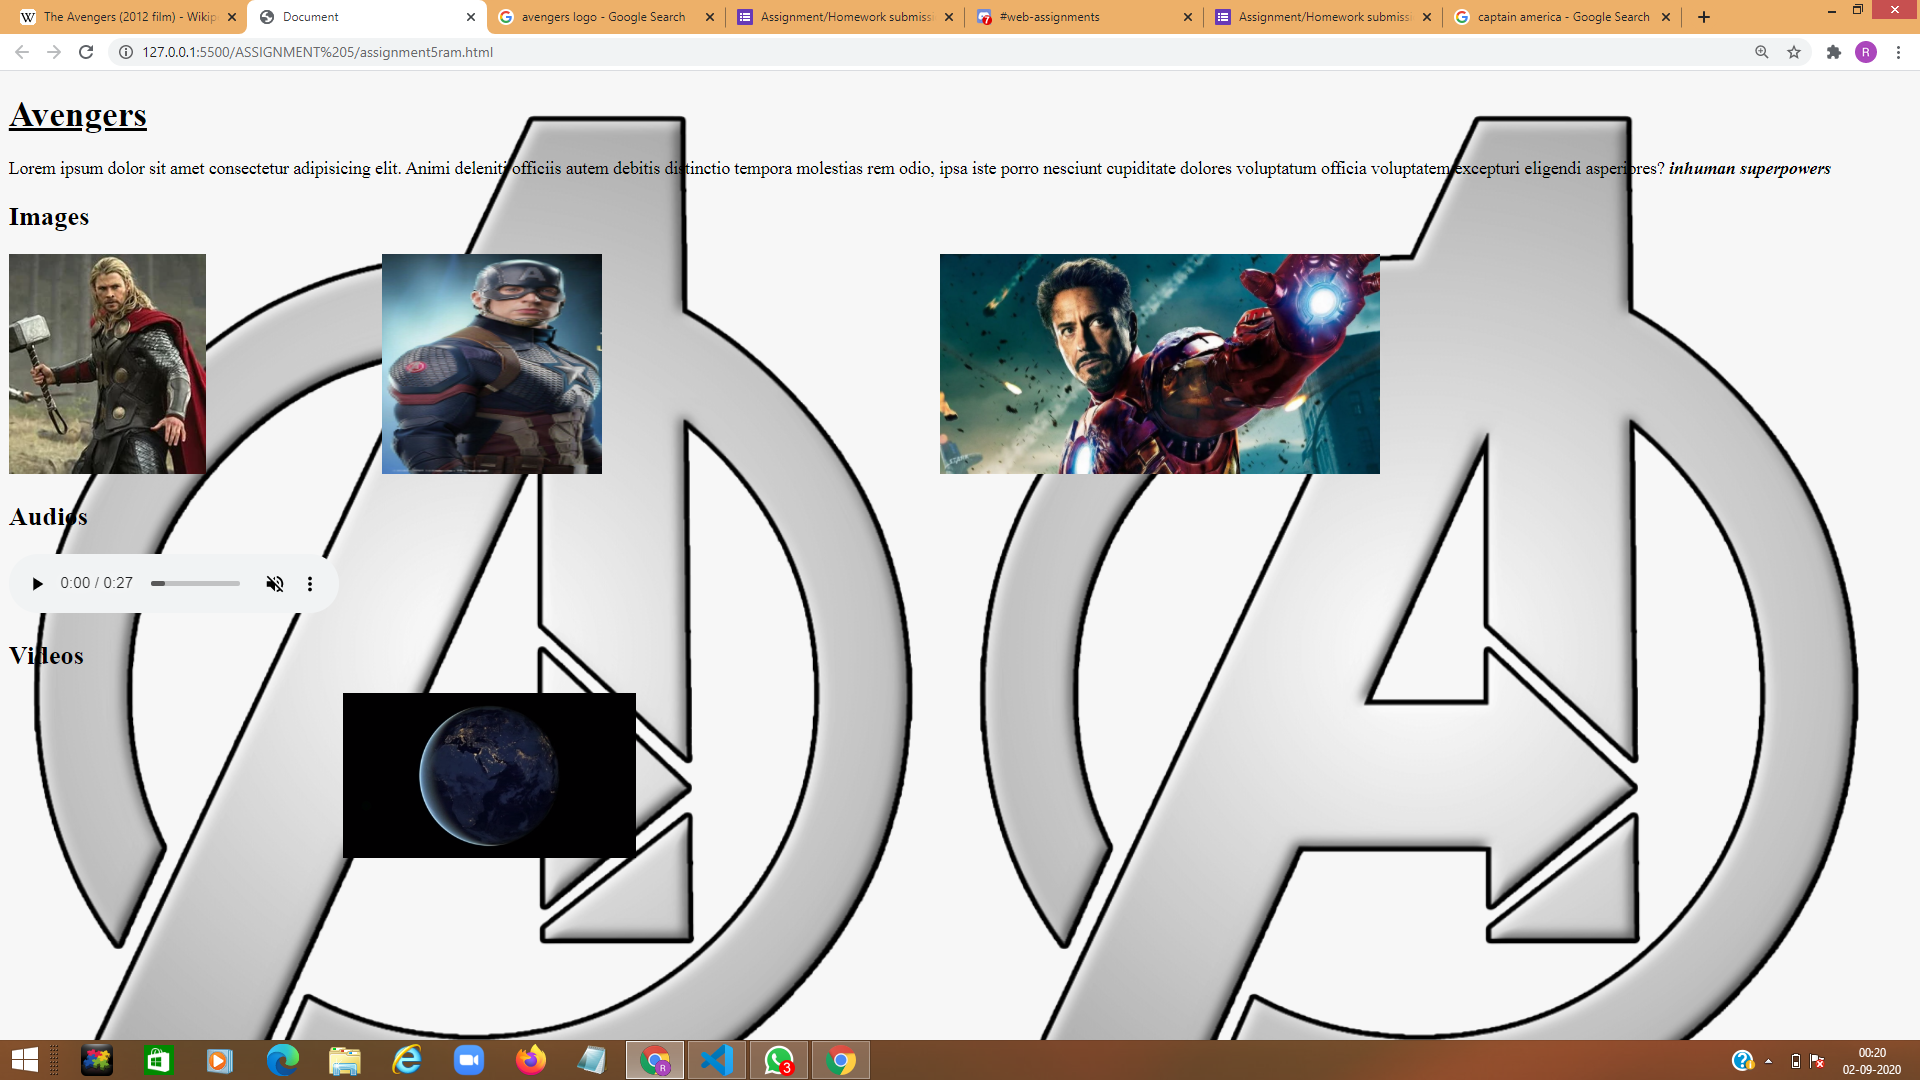 The Avengers (2012 film) - Wikip
Document
avengers logo - Google Search
Assignment/Homework submissi
#web-assignments
Assignment/Homework submissi
captain america - Google Search
127.0.0.1:5500/ASSIGNMENT%205/assignment5ram.html
R
Avengers
Lorem ipsum dolor sit amet consectetur adipisicing elit. Animi deleniti officiis autem debitis distinctio tempora molestias rem odio, ipsa iste porro nesciunt cupiditate dolores voluptatum officia voluptatem excepturi eligendi asperiores? inhuman superpowers
Images
Audios
0:00 / 0:27
Videos
R
3
00:20
02-09-2020